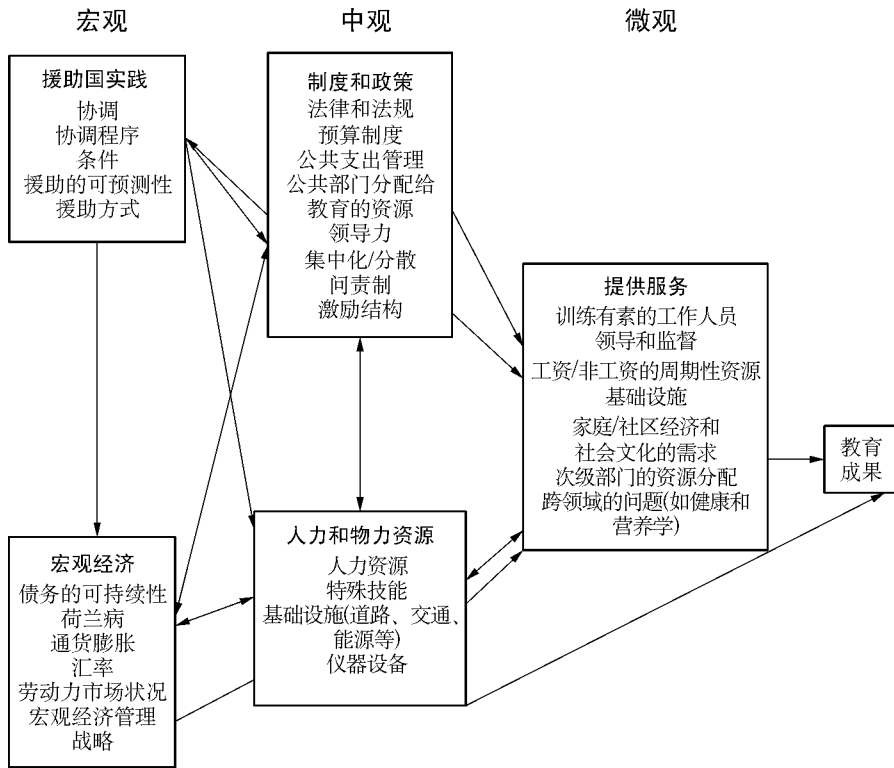 宏观
中观
微观
援助国实践
协调
协调程序
条件
援助的可预测性
援助方式
宏观经济
债务的可持续性
荷兰病
通货膨胀
汇率
劳动力市场状况
宏观经济管理
战略
制度和政策
法律和法规
预算制度
公共支出管理
公共部门分配给
教育的资源
领导力
集中化/分散
问责制
激励结构
人力和物力资源
人力资源
特殊技能
基础设施(道路、交通、
能源等)
仪器设备
提供服务
训练有素的工作人员
领导和监督
工资/非工资的周期性资源
基础设施
家庭/社区经济和
社会文化的需求
次级部门的资源分配
跨领域的问题(如健康和
营养学)
教育
成果